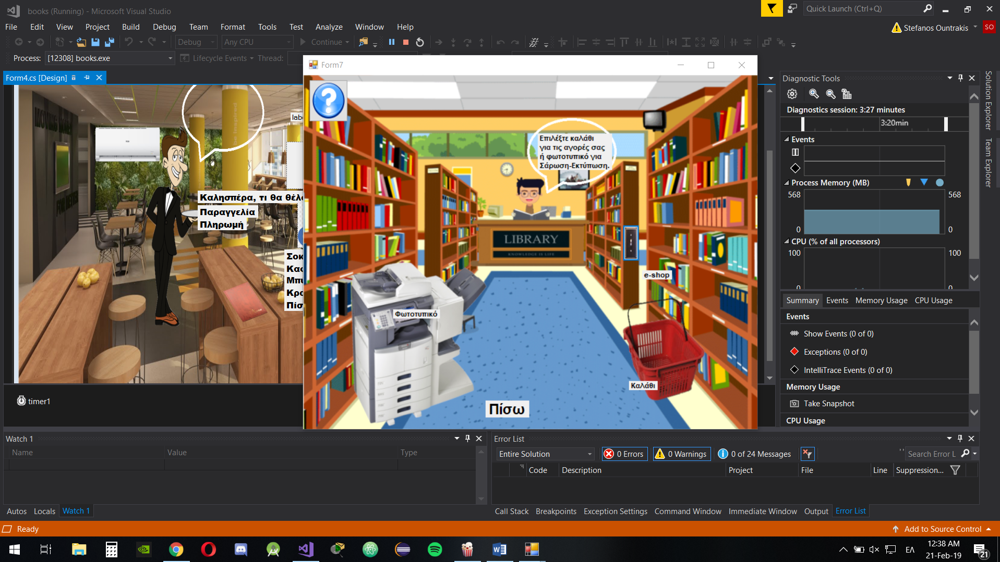 books (Running) - Microsoft Visual Studio
Quick Launch (Ctrl+Q)
File Edit View Project Build Debug Team Format Tools Test Analyze Window Help
Stefanos Ountrakis
SO
Debug Any CPU Continue
Process: [12308] books.exe Lifecycle Events Thread:
Form4.cs [Design]
Form7
Επιλέξτε καλάθι
για τις αγορές σας
ή φωτοτυπικό για
Σάρωση-Εκτύπωση.
Καλησπέρα, τι θα
Παραγγελία
Πληρωμή
LIBRARY
KNOWLEDGE IS LIFE
e-shop
Φωτοτυπικό
Καλάθι
Πίσω
timer1
Diagnostic Tools
Diagnostics session: 3:27 minutes
3:20min
Events
Process Memory (MB)
568 568
0 0
CPU (% of all processors)
100 100
0 0
Summary Events Memory Usage CPU Usage
Events
Show Events (0 of 0)
Exceptions (0 of 0)
IntelliTrace Events (0 of 0)
Memory Usage
Take Snapshot
CPU Usage
Solution Explorer
Team Explorer
Watch 1
Name Value Type
Autos Locals Watch 1
Error List
Entire Solution 0 Errors 0 Warnings 0 of 24 Messages Search Error L
Code Description Project File Line Suppression...
Call Stack Breakpoints Exception Settings Command Window Immediate Window Output Error List
Ready
Add to Source Control
ΕΛ
12:38 AM
21-Feb-19
21